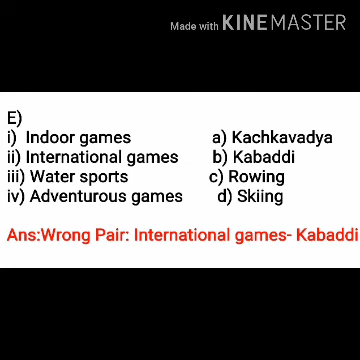 Made with KINEMASTER
E)
i) Indoor games a) Kachkavadya
ii) International games b) Kabaddi
iii) Water sports c) Rowing
iv) Adventurous games d) Skiing
Ans:Wrong Pair: International games- Kabaddi